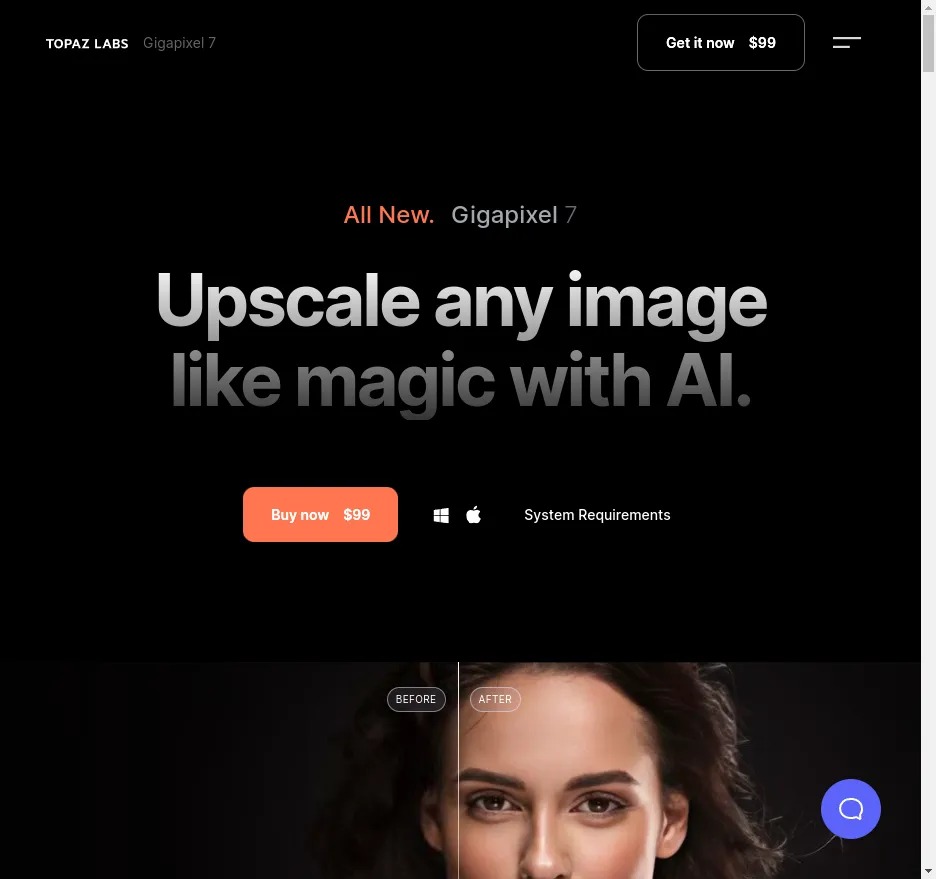 TOPAZ LABS Gigapixel 7
Get it now $99
All New. Gigapixel 7
Upscale any image
like magic with AI.
Buy now $99
System Requirements
BEFORE
AFTER